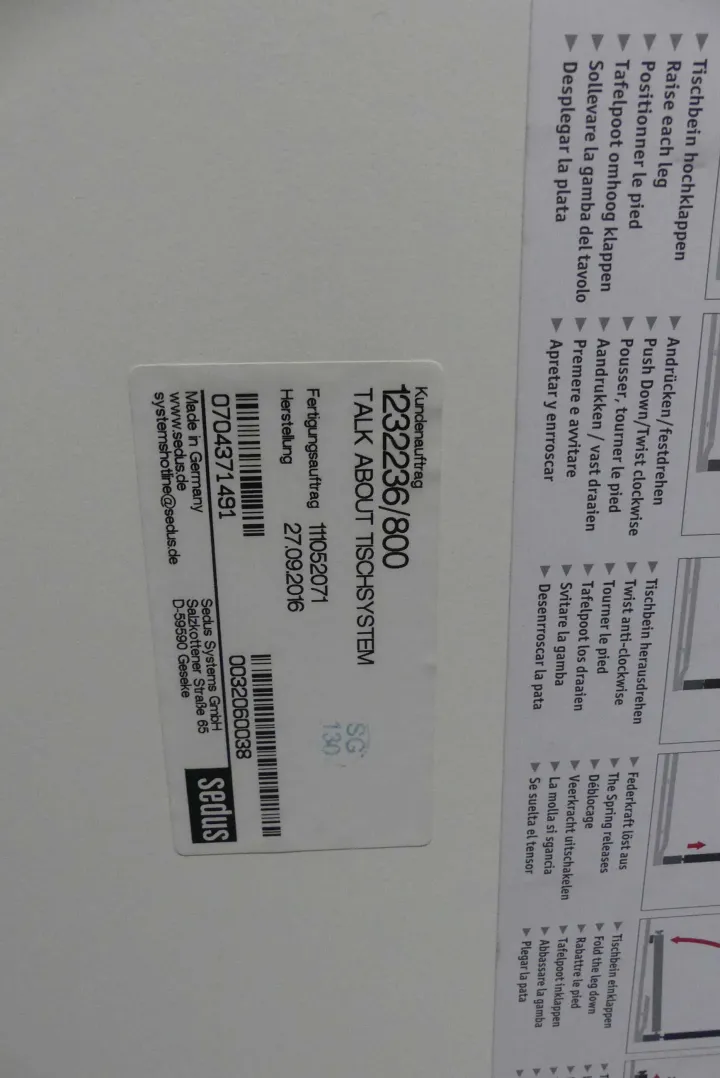 Tischbein hochklappen
Raise each leg
Positionner le pied
Tafelpoot omhoog klappen
Sollevare la gamba del tavolo
Desplegar la plata
Andrücken/festdrehen
Push Down/Twist clockwise
Pousser, tourner le pied
Aandrukken / vast draaien
Premere e avvitare
Apretar y enrroscar
Tischbein herausdrehen
Twist anti-clockwise
Tourner le pied
Tafelpoot los draaien
Svitare la gamba
Desenrroscar la pata
Federkraft löst aus
The Spring releases
Déblocage
Veerkracht uitschakelen
La molla si sgancia
Se suelta el tensor
Tischbein einklappen
Fold the leg down
Rabattre le pied
Tafelpoot inklappen
Abbassare la gamba
Plegar la pata
Kundenauftrag
1232236/800
TALK ABOUT TISCHSYSTEM
Fertigungsauftrag 111052071
Herstellung 27.09.2016
SG
130
0704371491 0032060038
Made in Germany
www.sedus.de
systemshotline@sedus.de
Sedus Systems GmbH
Salzkottener Straße 65
D-59590 Geseke
sedus